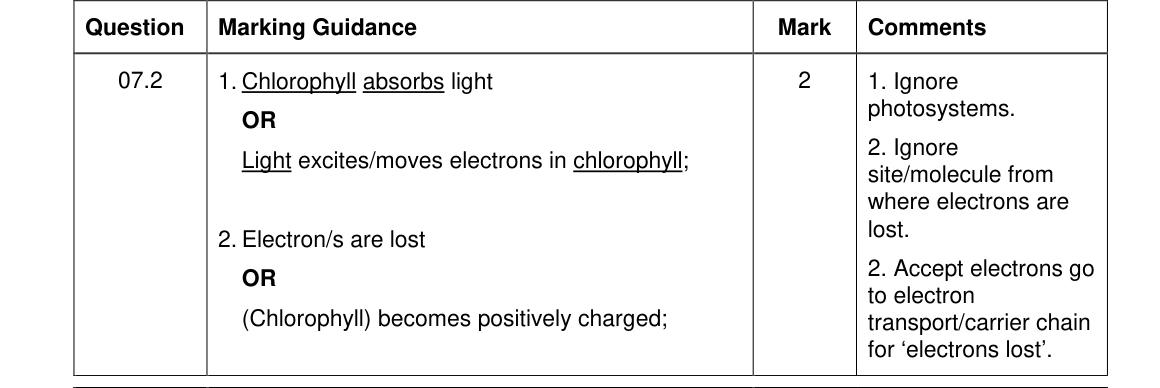 Question Marking Guidance Mark Comments
07.2
1. Chlorophyll absorbs light
OR
Light excites/moves electrons in chlorophyll;
2. Electron/s are lost
OR
(Chlorophyll) becomes positively charged;
2
1. Ignore
photosystems.
2. Ignore
site/molecule from
where electrons are
lost.
2. Accept electrons go
to electron
transport/carrier chain
for ‘electrons lost’.